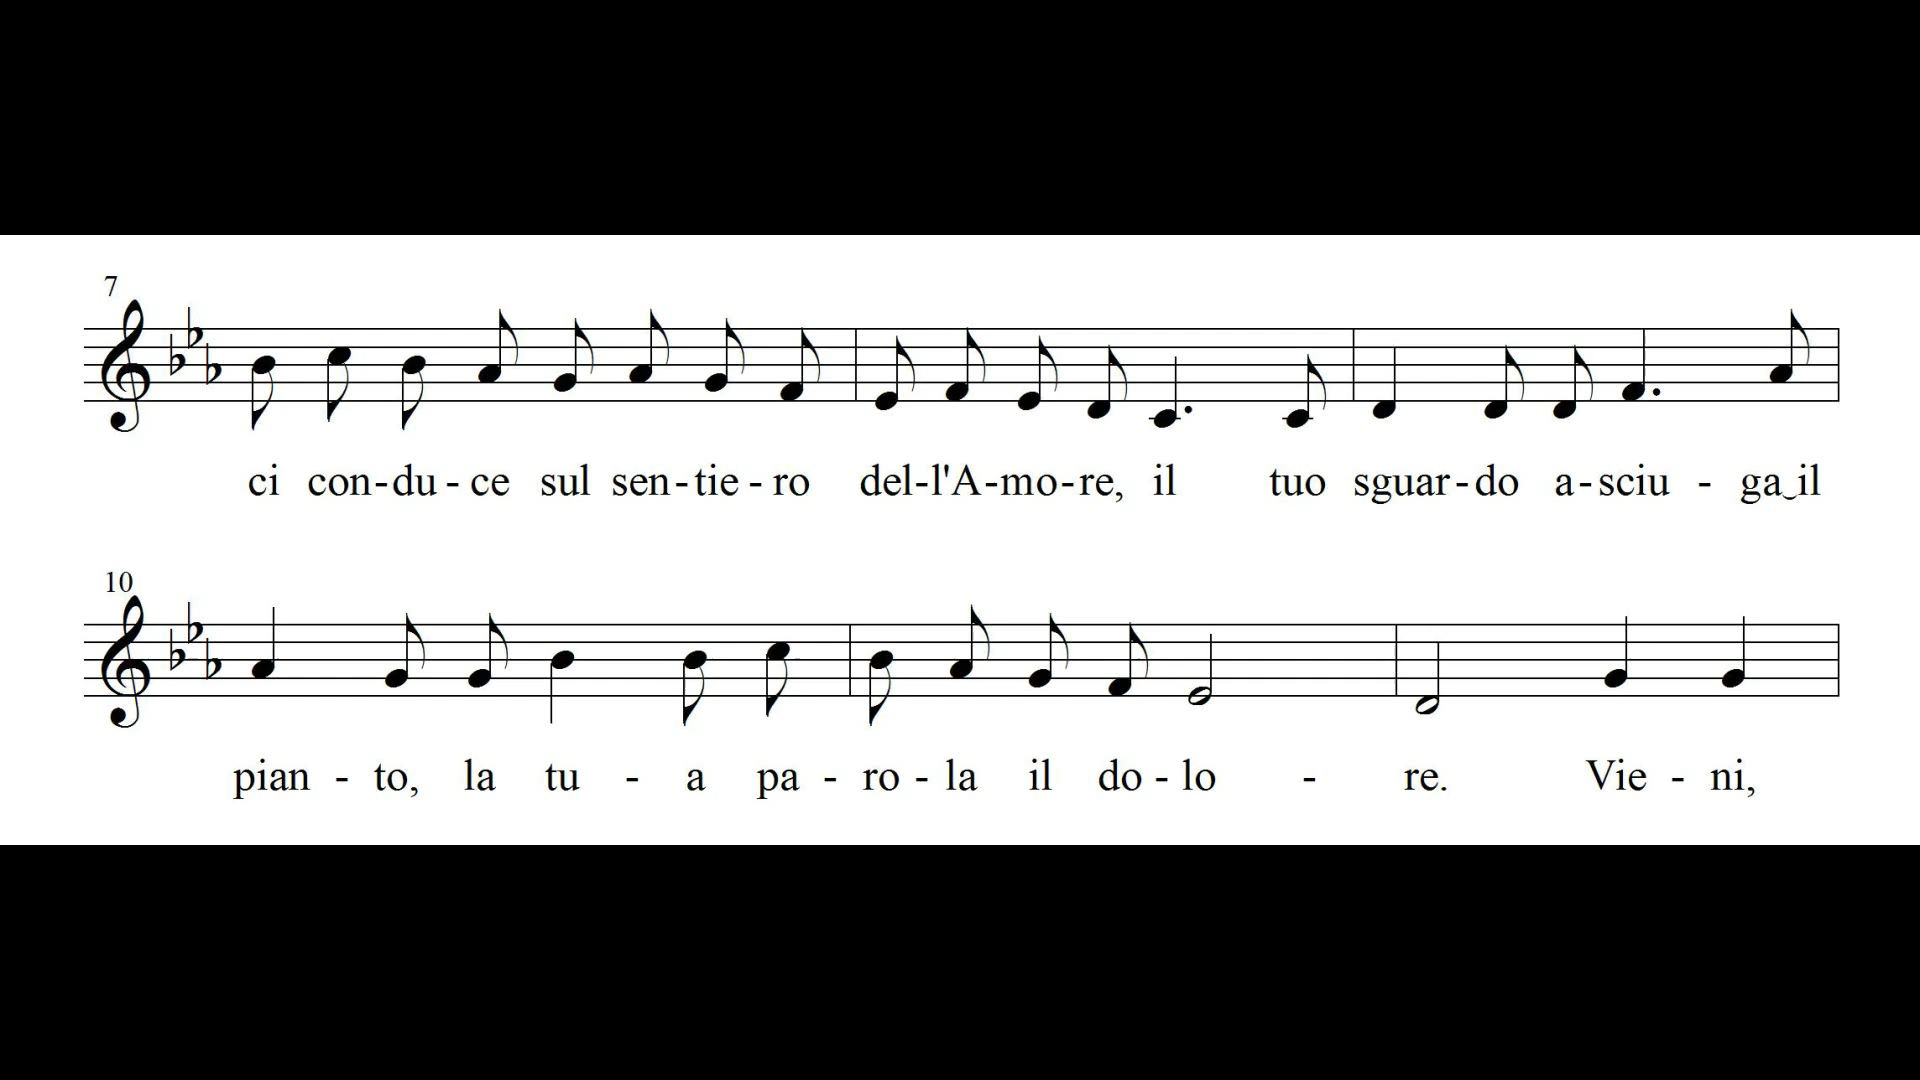 7
ci con-du-ce sul sen-tie-ro del-l'A-mo-re, il tuo sguar-do a-sciu-ga‿il
10
pian-to, la tu-a pa-ro-la il do-lo-re. Vie-ni,